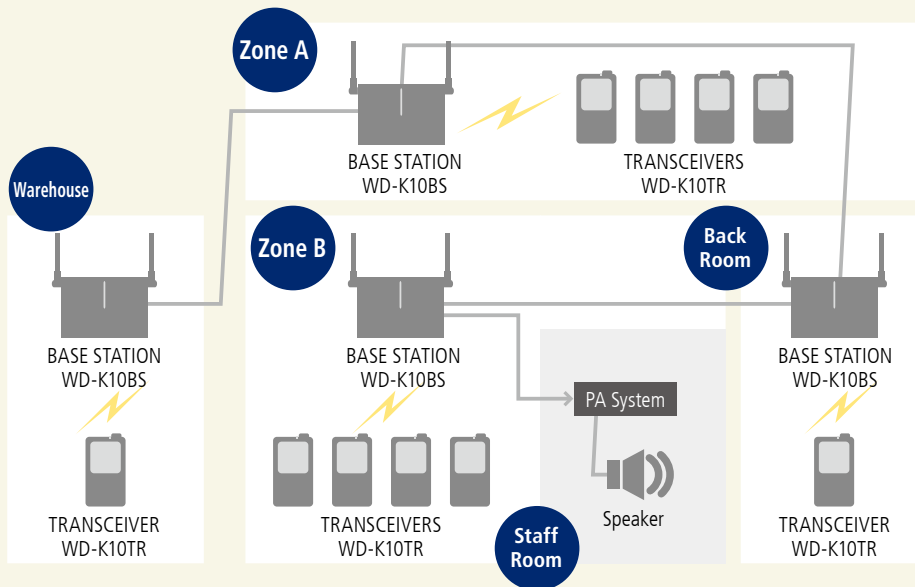 Zone A
BASE STATION
WD-K10BS
TRANSCEIVERS
WD-K10TR
Warehouse
BASE STATION
WD-K10BS
TRANSCEIVER
WD-K10TR
Zone B
BASE STATION
WD-K10BS
TRANSCEIVERS
WD-K10TR
PA System
Speaker
Staff
Room
Back
Room
BASE STATION
WD-K10BS
TRANSCEIVER
WD-K10TR